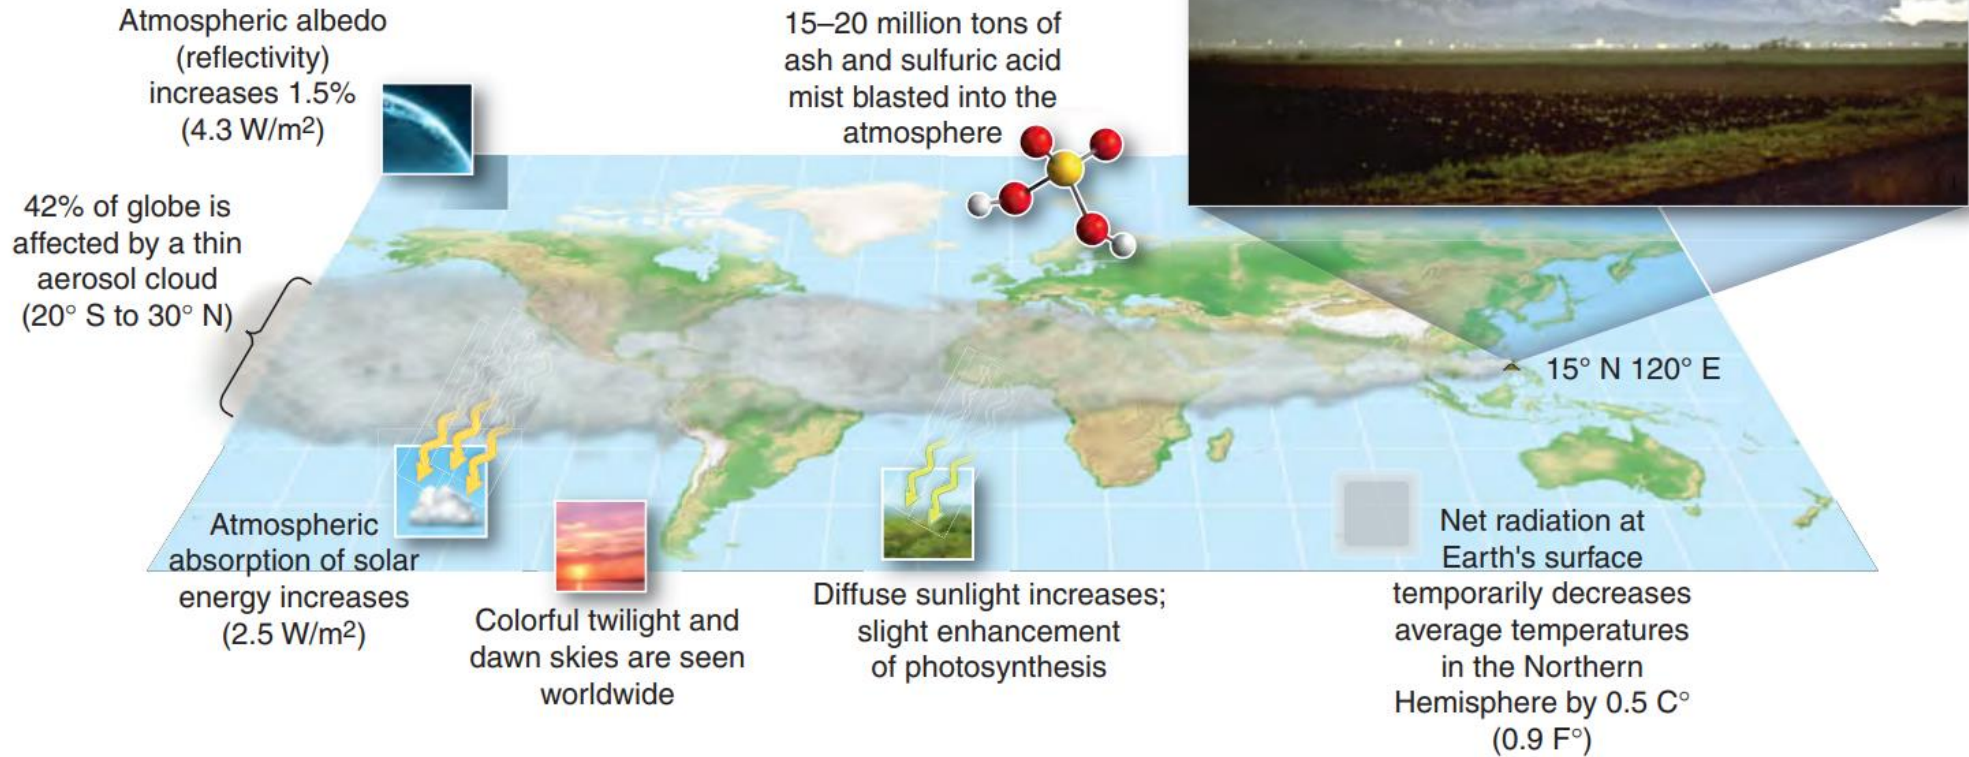 Atmospheric albedo
(reflectivity)
increases 1.5%
(4.3 W/m²)
15–20 million tons of
ash and sulfuric acid
mist blasted into the
atmosphere
42% of globe is
affected by a thin
aerosol cloud
(20° S to 30° N)
15° N 120° E
Atmospheric
absorption of solar
energy increases
(2.5 W/m²)
Colorful twilight and
dawn skies are seen
worldwide
Diffuse sunlight increases;
slight enhancement
of photosynthesis
Net radiation at
Earth's surface
temporarily decreases
average temperatures
in the Northern
Hemisphere by 0.5 C°
(0.9 F°)